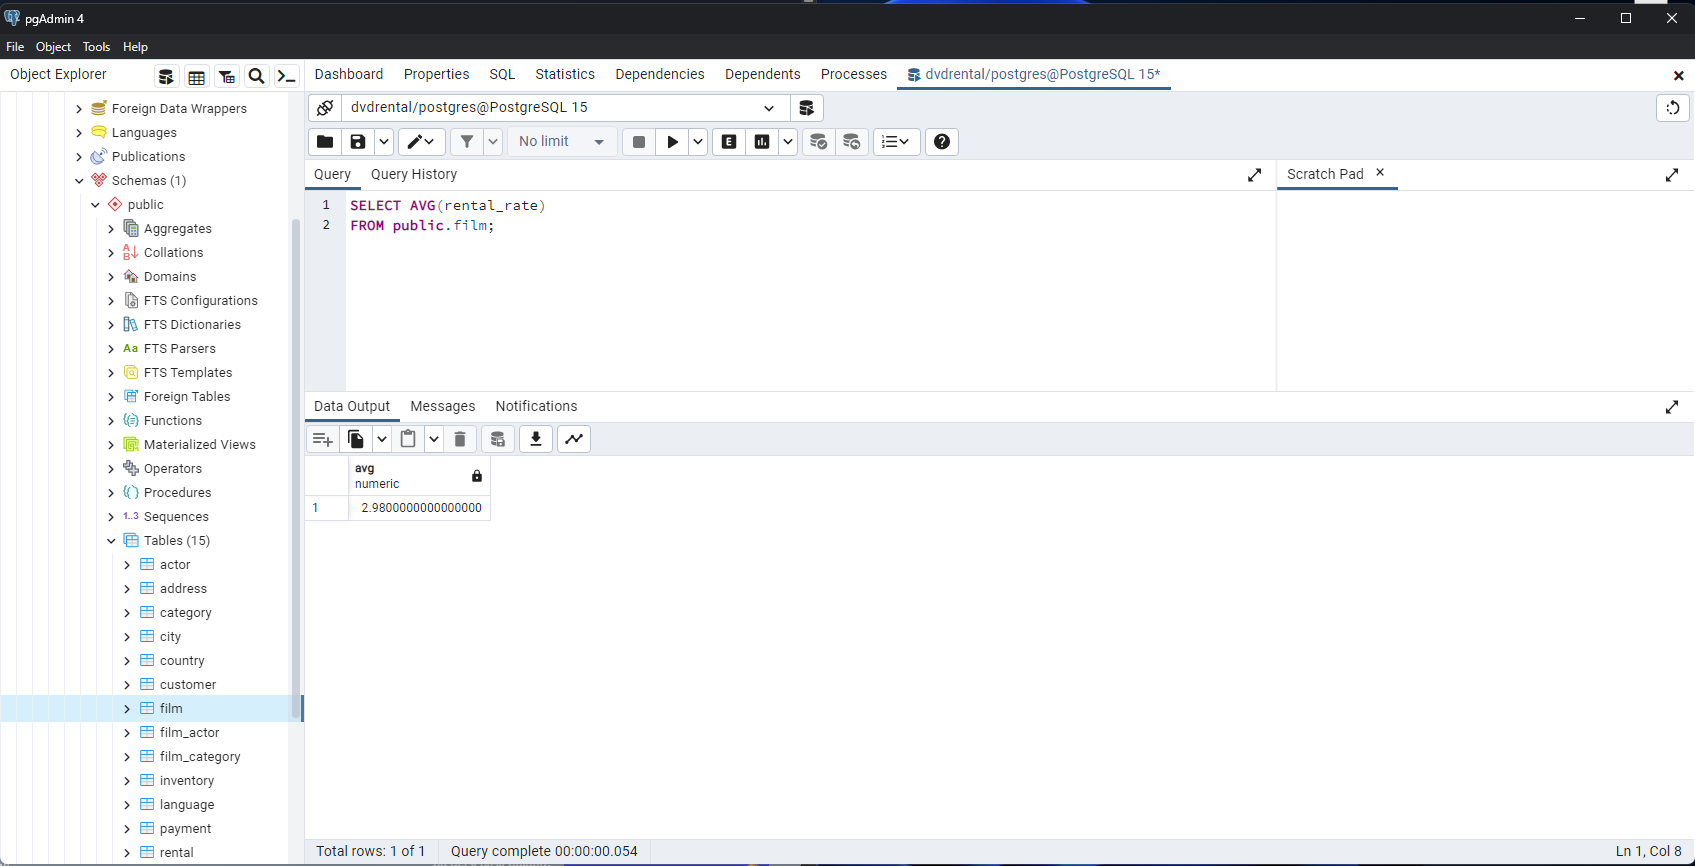 pgAdmin 4
File Object Tools Help
Object Explorer
Dashboard Properties SQL Statistics Dependencies Dependents Processes dvdrental/postgres@PostgreSQL 15*
Foreign Data Wrappers
Languages
Publications
Schemas (1)
public
Aggregates
Collations
Domains
FTS Configurations
FTS Dictionaries
Aa FTS Parsers
FTS Templates
Foreign Tables
Functions
Materialized Views
Operators
Procedures
1..3 Sequences
Tables (15)
actor
address
category
city
country
customer
film
film_actor
film_category
inventory
language
payment
rental
dvdrental/postgres@PostgreSQL 15
No limit
E
Query Query History
Scratch Pad
1 SELECT AVG(rental_rate)
2 FROM public.film;
Data Output Messages Notifications
avg
numeric
1 2.9800000000000000
Total rows: 1 of 1 Query complete 00:00:00.054 Ln 1, Col 8